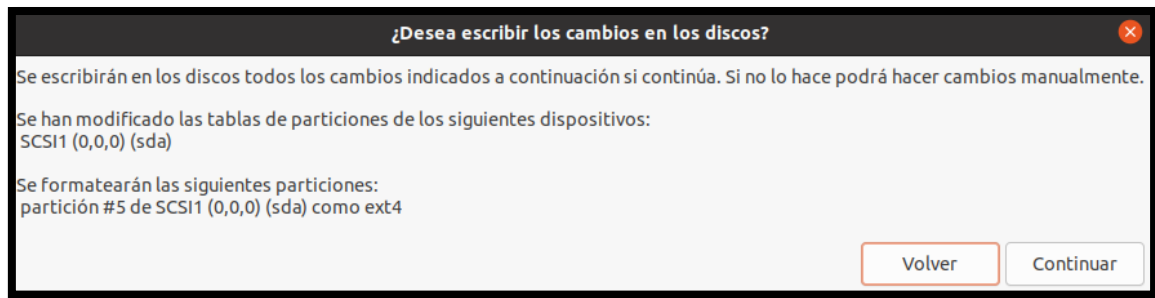 ¿Desea escribir los cambios en los discos?
Se escribirán en los discos todos los cambios indicados a continuación si continúa. Si no lo hace podrá hacer cambios manualmente.
Se han modificado las tablas de particiones de los siguientes dispositivos:
SCSI1 (0,0,0) (sda)
Se formatearán las siguientes particiones:
partición #5 de SCSI1 (0,0,0) (sda) como ext4
Volver Continuar